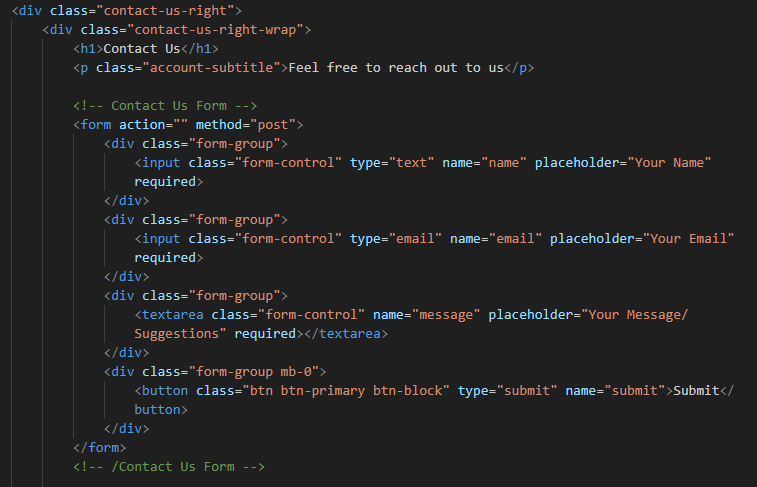 <div class="contact-us-right">
<div class="contact-us-right-wrap">
<h1>Contact Us</h1>
<p class="account-subtitle">Feel free to reach out to us</p>
<!-- Contact Us Form -->
<form action="" method="post">
<div class="form-group">
<input class="form-control" type="text" name="name" placeholder="Your Name"
required>
</div>
<div class="form-group">
<input class="form-control" type="email" name="email" placeholder="Your Email"
required>
</div>
<div class="form-group">
<textarea class="form-control" name="message" placeholder="Your Message/
Suggestions" required></textarea>
</div>
<div class="form-group mb-0">
<button class="btn btn-primary btn-block" type="submit" name="submit">Submit</
button>
</div>
</form>
<!-- /Contact Us Form -->